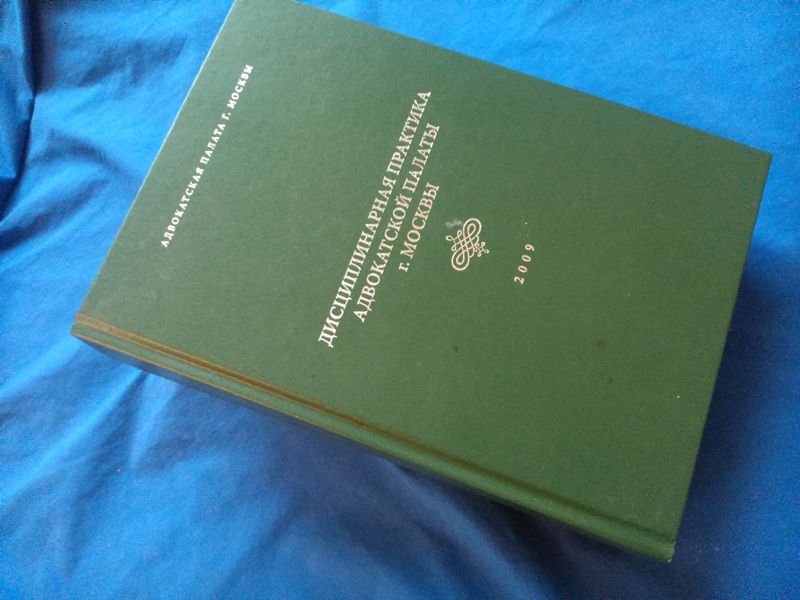 АДВОКАТСКАЯ ПАЛАТА Г. МОСКВЫ
ДИСЦИПЛИНАРНАЯ ПРАКТИКА
АДВОКАТСКОЙ ПАЛАТЫ
г. МОСКВЫ
2009